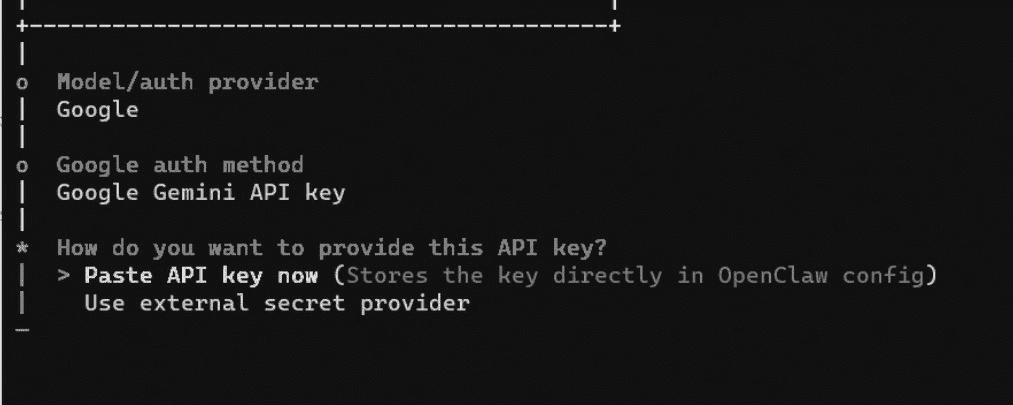 Model/auth provider
Google
Google auth method
Google Gemini API key
How do you want to provide this API key?
> Paste API key now (Stores the key directly in OpenClaw config)
Use external secret provider